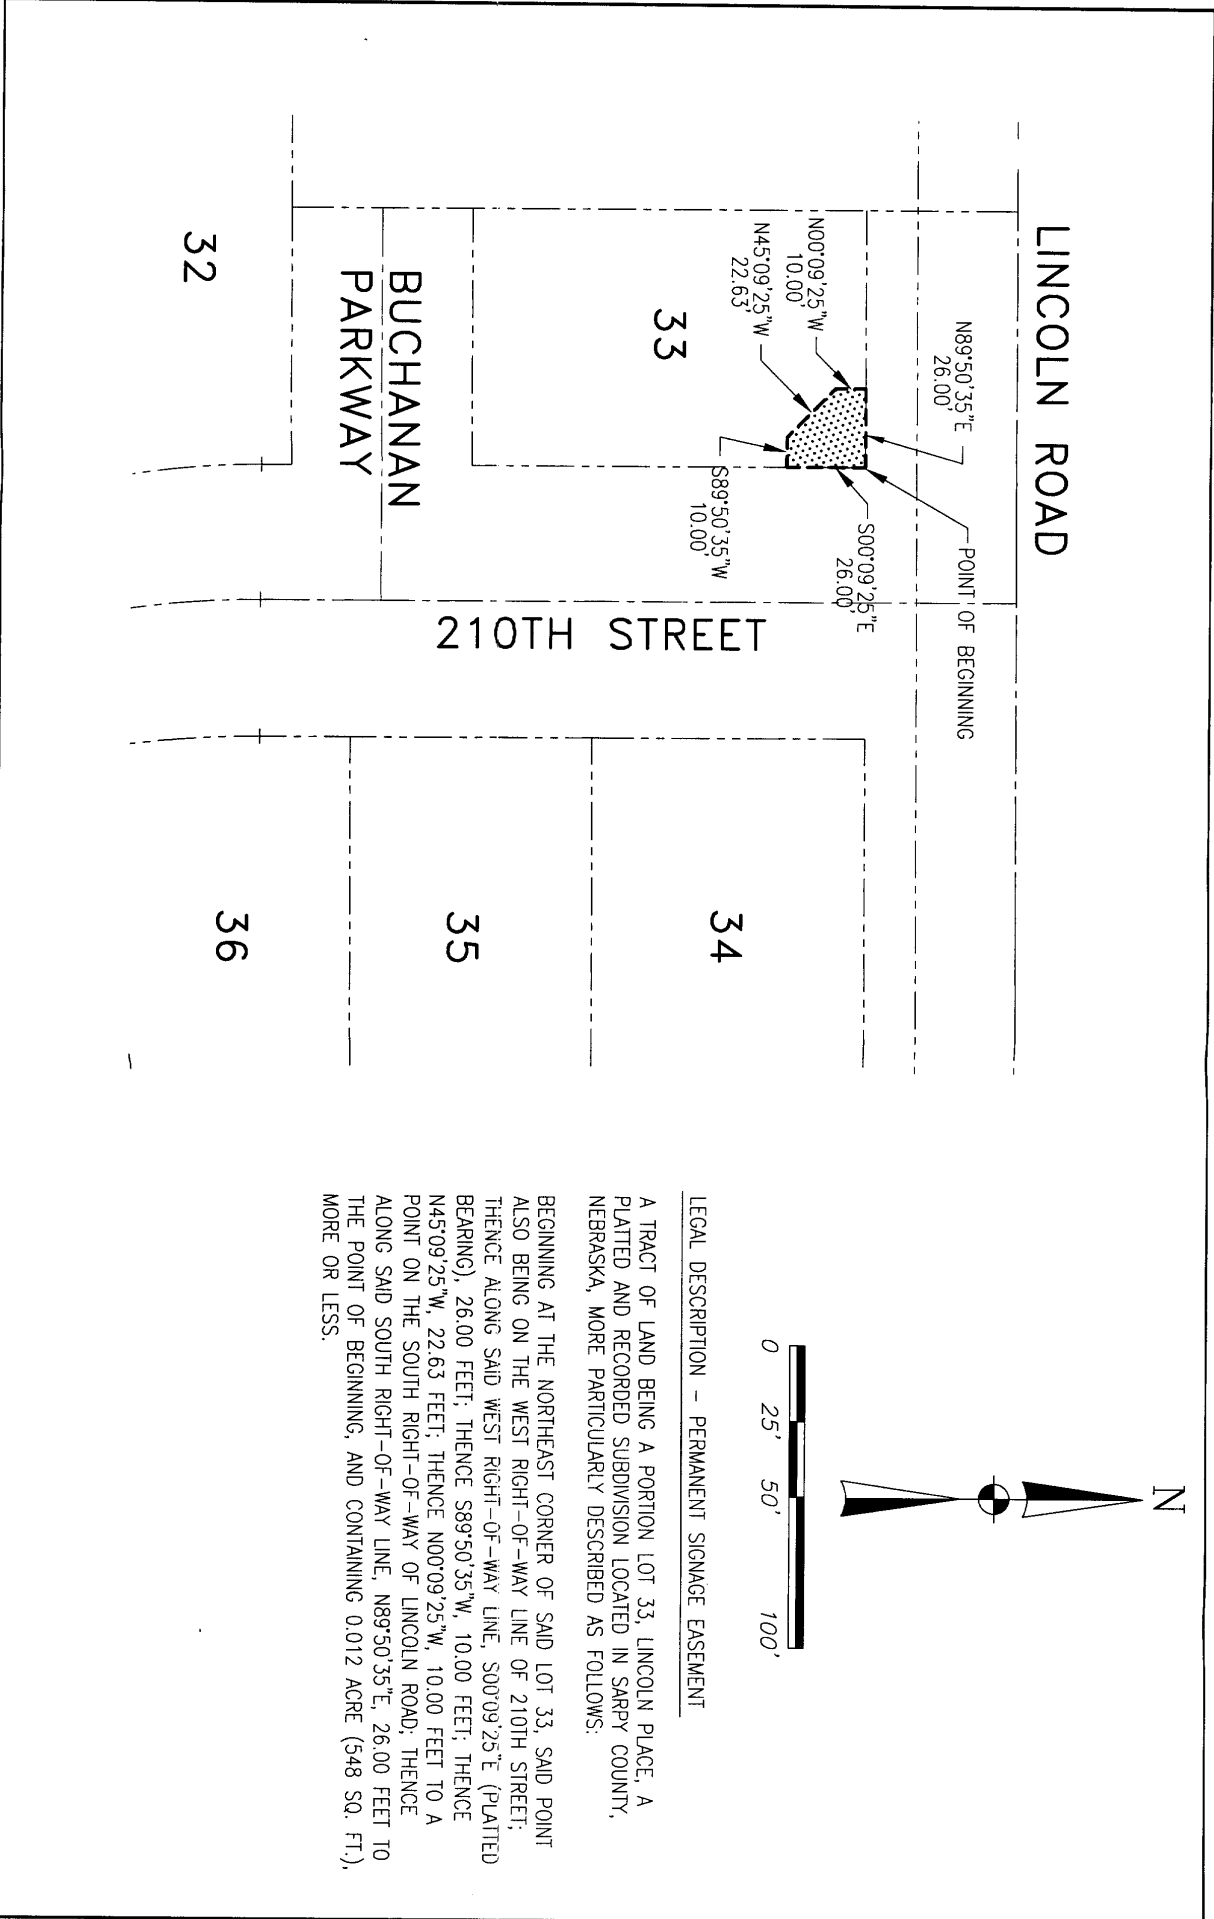 LINCOLN ROAD
N89°50'35"E
26.00'
POINT OF BEGINNING
S00°09'25"E
26.00'
N00°09'25"W
10.00'
N45°09'25"W
22.63'
S89°50'35"W
10.00'
33
BUCHANAN
PARKWAY
32
210TH STREET
34
35
36
N
0 25' 50' 100'
LEGAL DESCRIPTION – PERMANENT SIGNAGE EASEMENT
A TRACT OF LAND BEING A PORTION LOT 33, LINCOLN PLACE, A
PLATTED AND RECORDED SUBDIVISION LOCATED IN SARPY COUNTY,
NEBRASKA, MORE PARTICULARLY DESCRIBED AS FOLLOWS:
BEGINNING AT THE NORTHEAST CORNER OF SAID LOT 33, SAID POINT
ALSO BEING ON THE WEST RIGHT–OF–WAY LINE OF 210TH STREET;
THENCE ALONG SAID WEST RIGHT–OF–WAY LINE, S00°09'25"E (PLATTED
BEARING), 26.00 FEET; THENCE S89°50'35"W, 10.00 FEET; THENCE
N45°09'25"W, 22.63 FEET; THENCE N00°09'25"W, 10.00 FEET TO A
POINT ON THE SOUTH RIGHT–OF–WAY OF LINCOLN ROAD; THENCE
ALONG SAID SOUTH RIGHT–OF–WAY LINE, N89°50'35"E, 26.00 FEET TO
THE POINT OF BEGINNING, AND CONTAINING 0.012 ACRE (548 SQ. FT.),
MORE OR LESS.